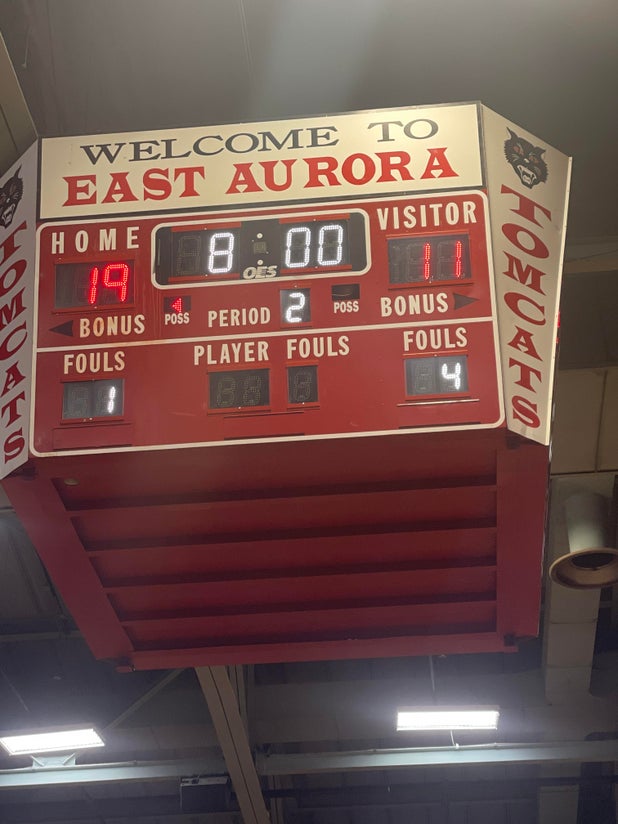 WELCOME TO
EAST AURORA
HOME
8:00
VISITOR
19
OES
11
BONUS
POSS
PERIOD 2
POSS
BONUS
FOULS
PLAYER FOULS
FOULS
1
4
TOMCATS
TOMCATS